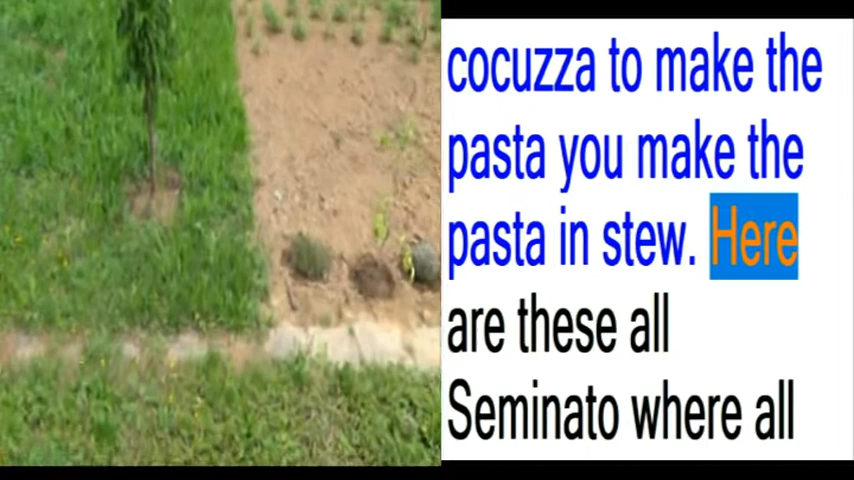 cocuzza to make the
pasta you make the
pasta in stew. Here
are these all
Seminato where all